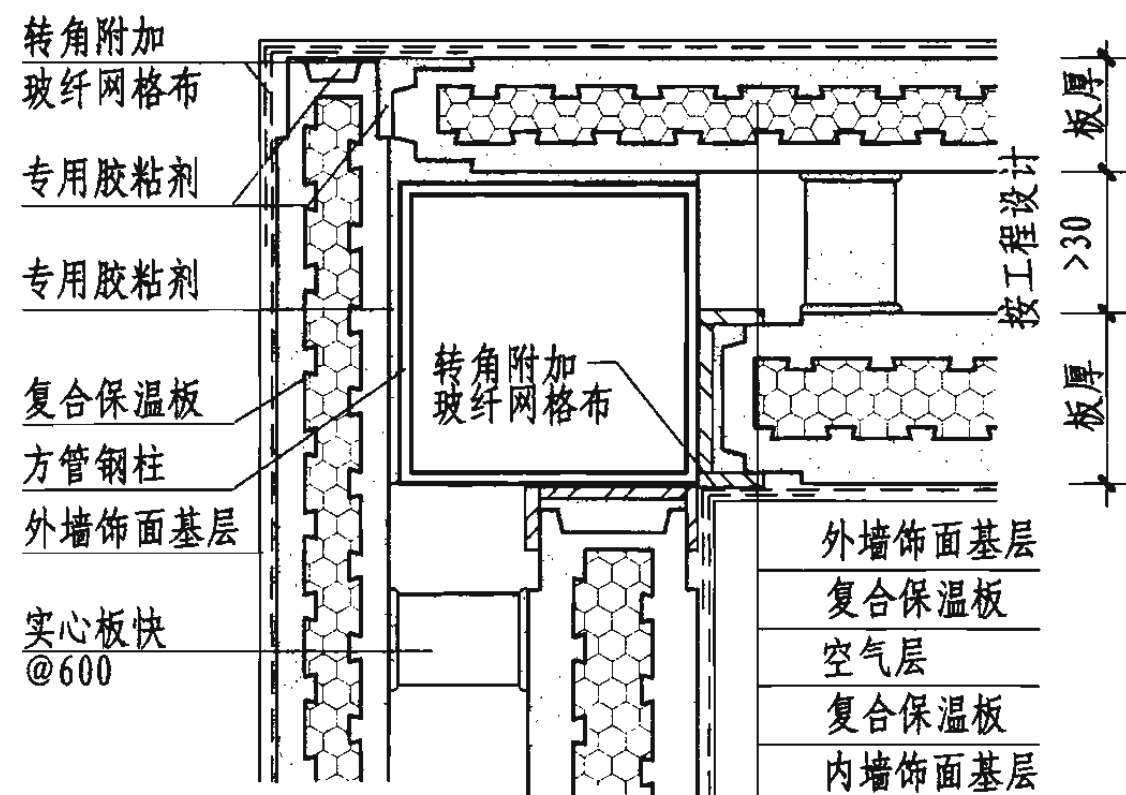 转角附加
玻纤网格布
专用胶粘剂
专用胶粘剂
复合保温板
方管钢柱
外墙饰面基层
实心板快
@600
转角附加
玻纤网格布
板厚
按工程设计
>30
板厚
外墙饰面基层
复合保温板
空气层
复合保温板
内墙饰面基层